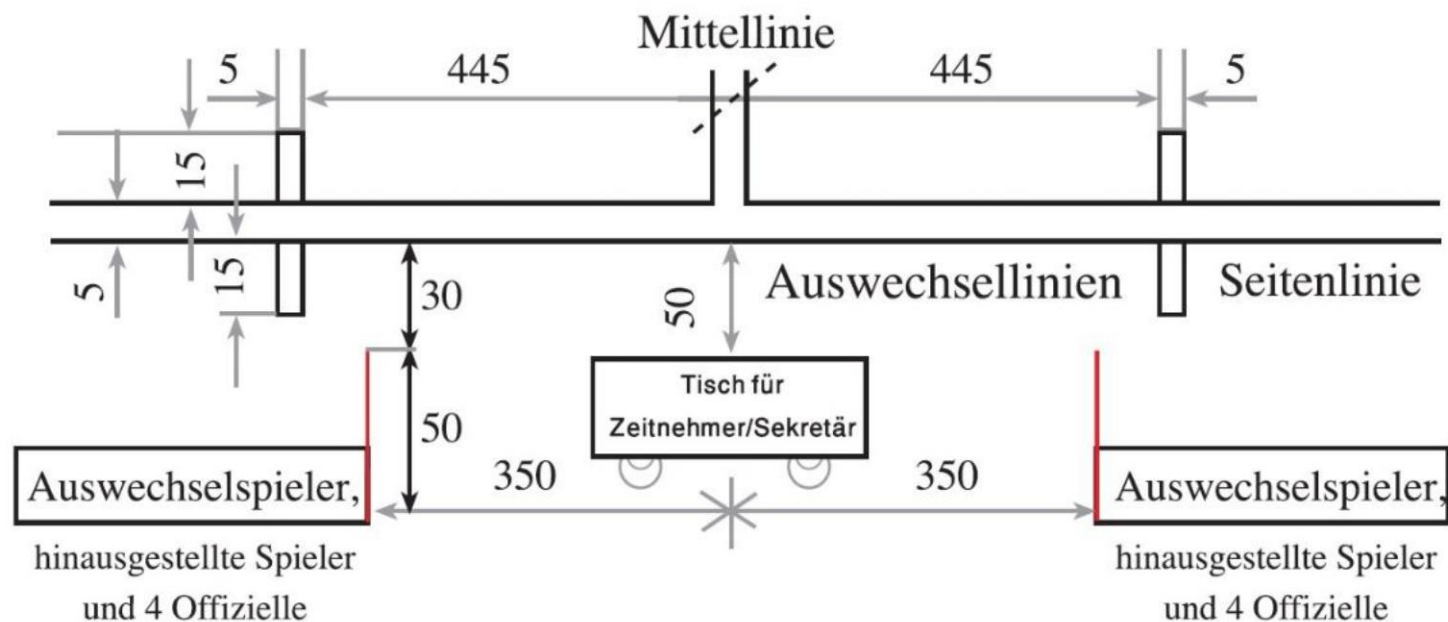 Mittellinie
5
445
445
5
15
15
5
30
50
Auswechsellinien
Seitenlinie
Tisch für
Zeitnehmer/Sekretär
50
350
350
Auswechselspieler,
hinausgestellte Spieler
und 4 Offizielle
Auswechselspieler,
hinausgestellte Spieler
und 4 Offizielle